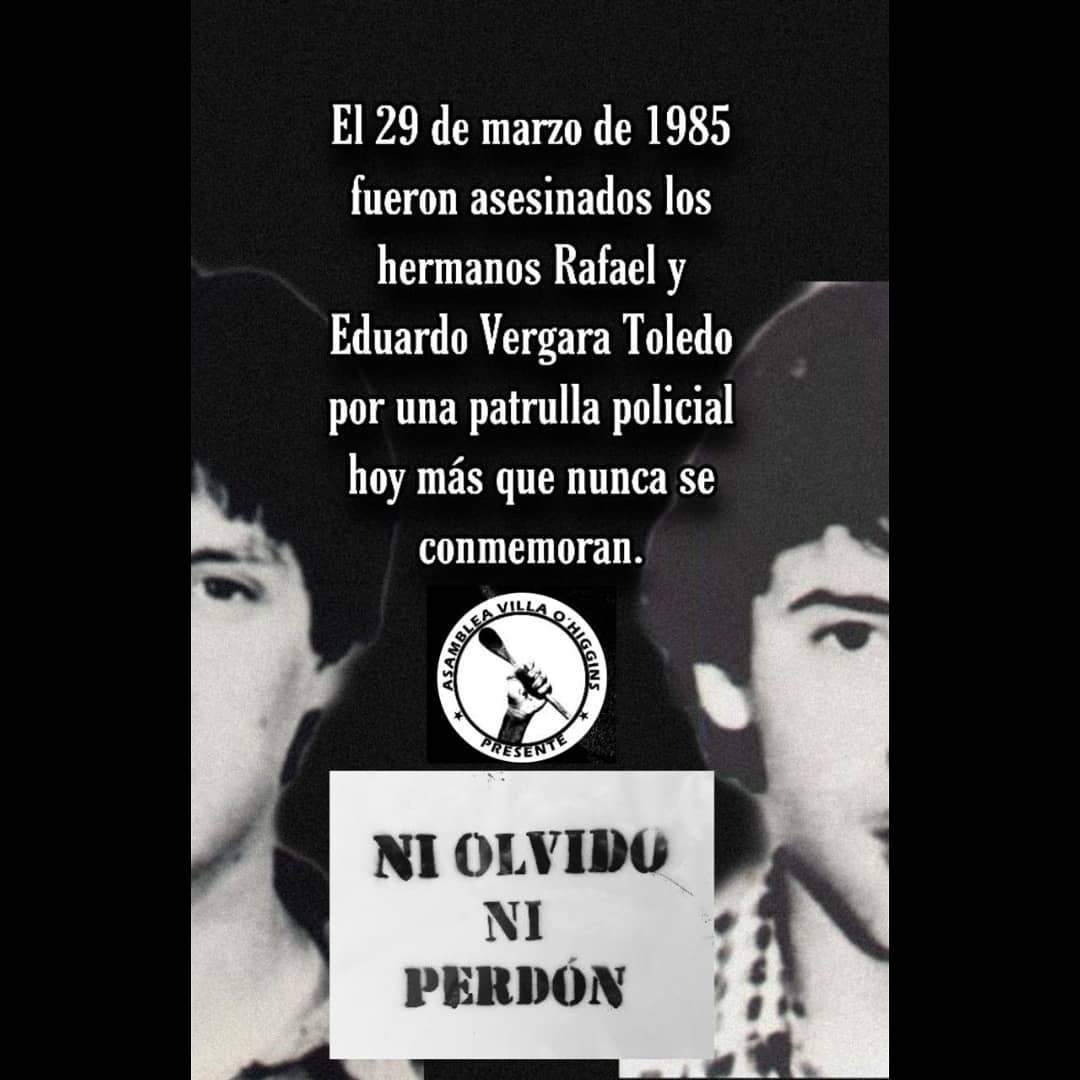 El 29 de marzo de 1985
fueron asesinados los
hermanos Rafael y
Eduardo Vergara Toledo
por una patrulla policial
hoy más que nunca se
conmemoran.
ASAMBLEA VILLA O'HIGGINS
PRESENTE
NI OLVIDO
NI
PERDÓN